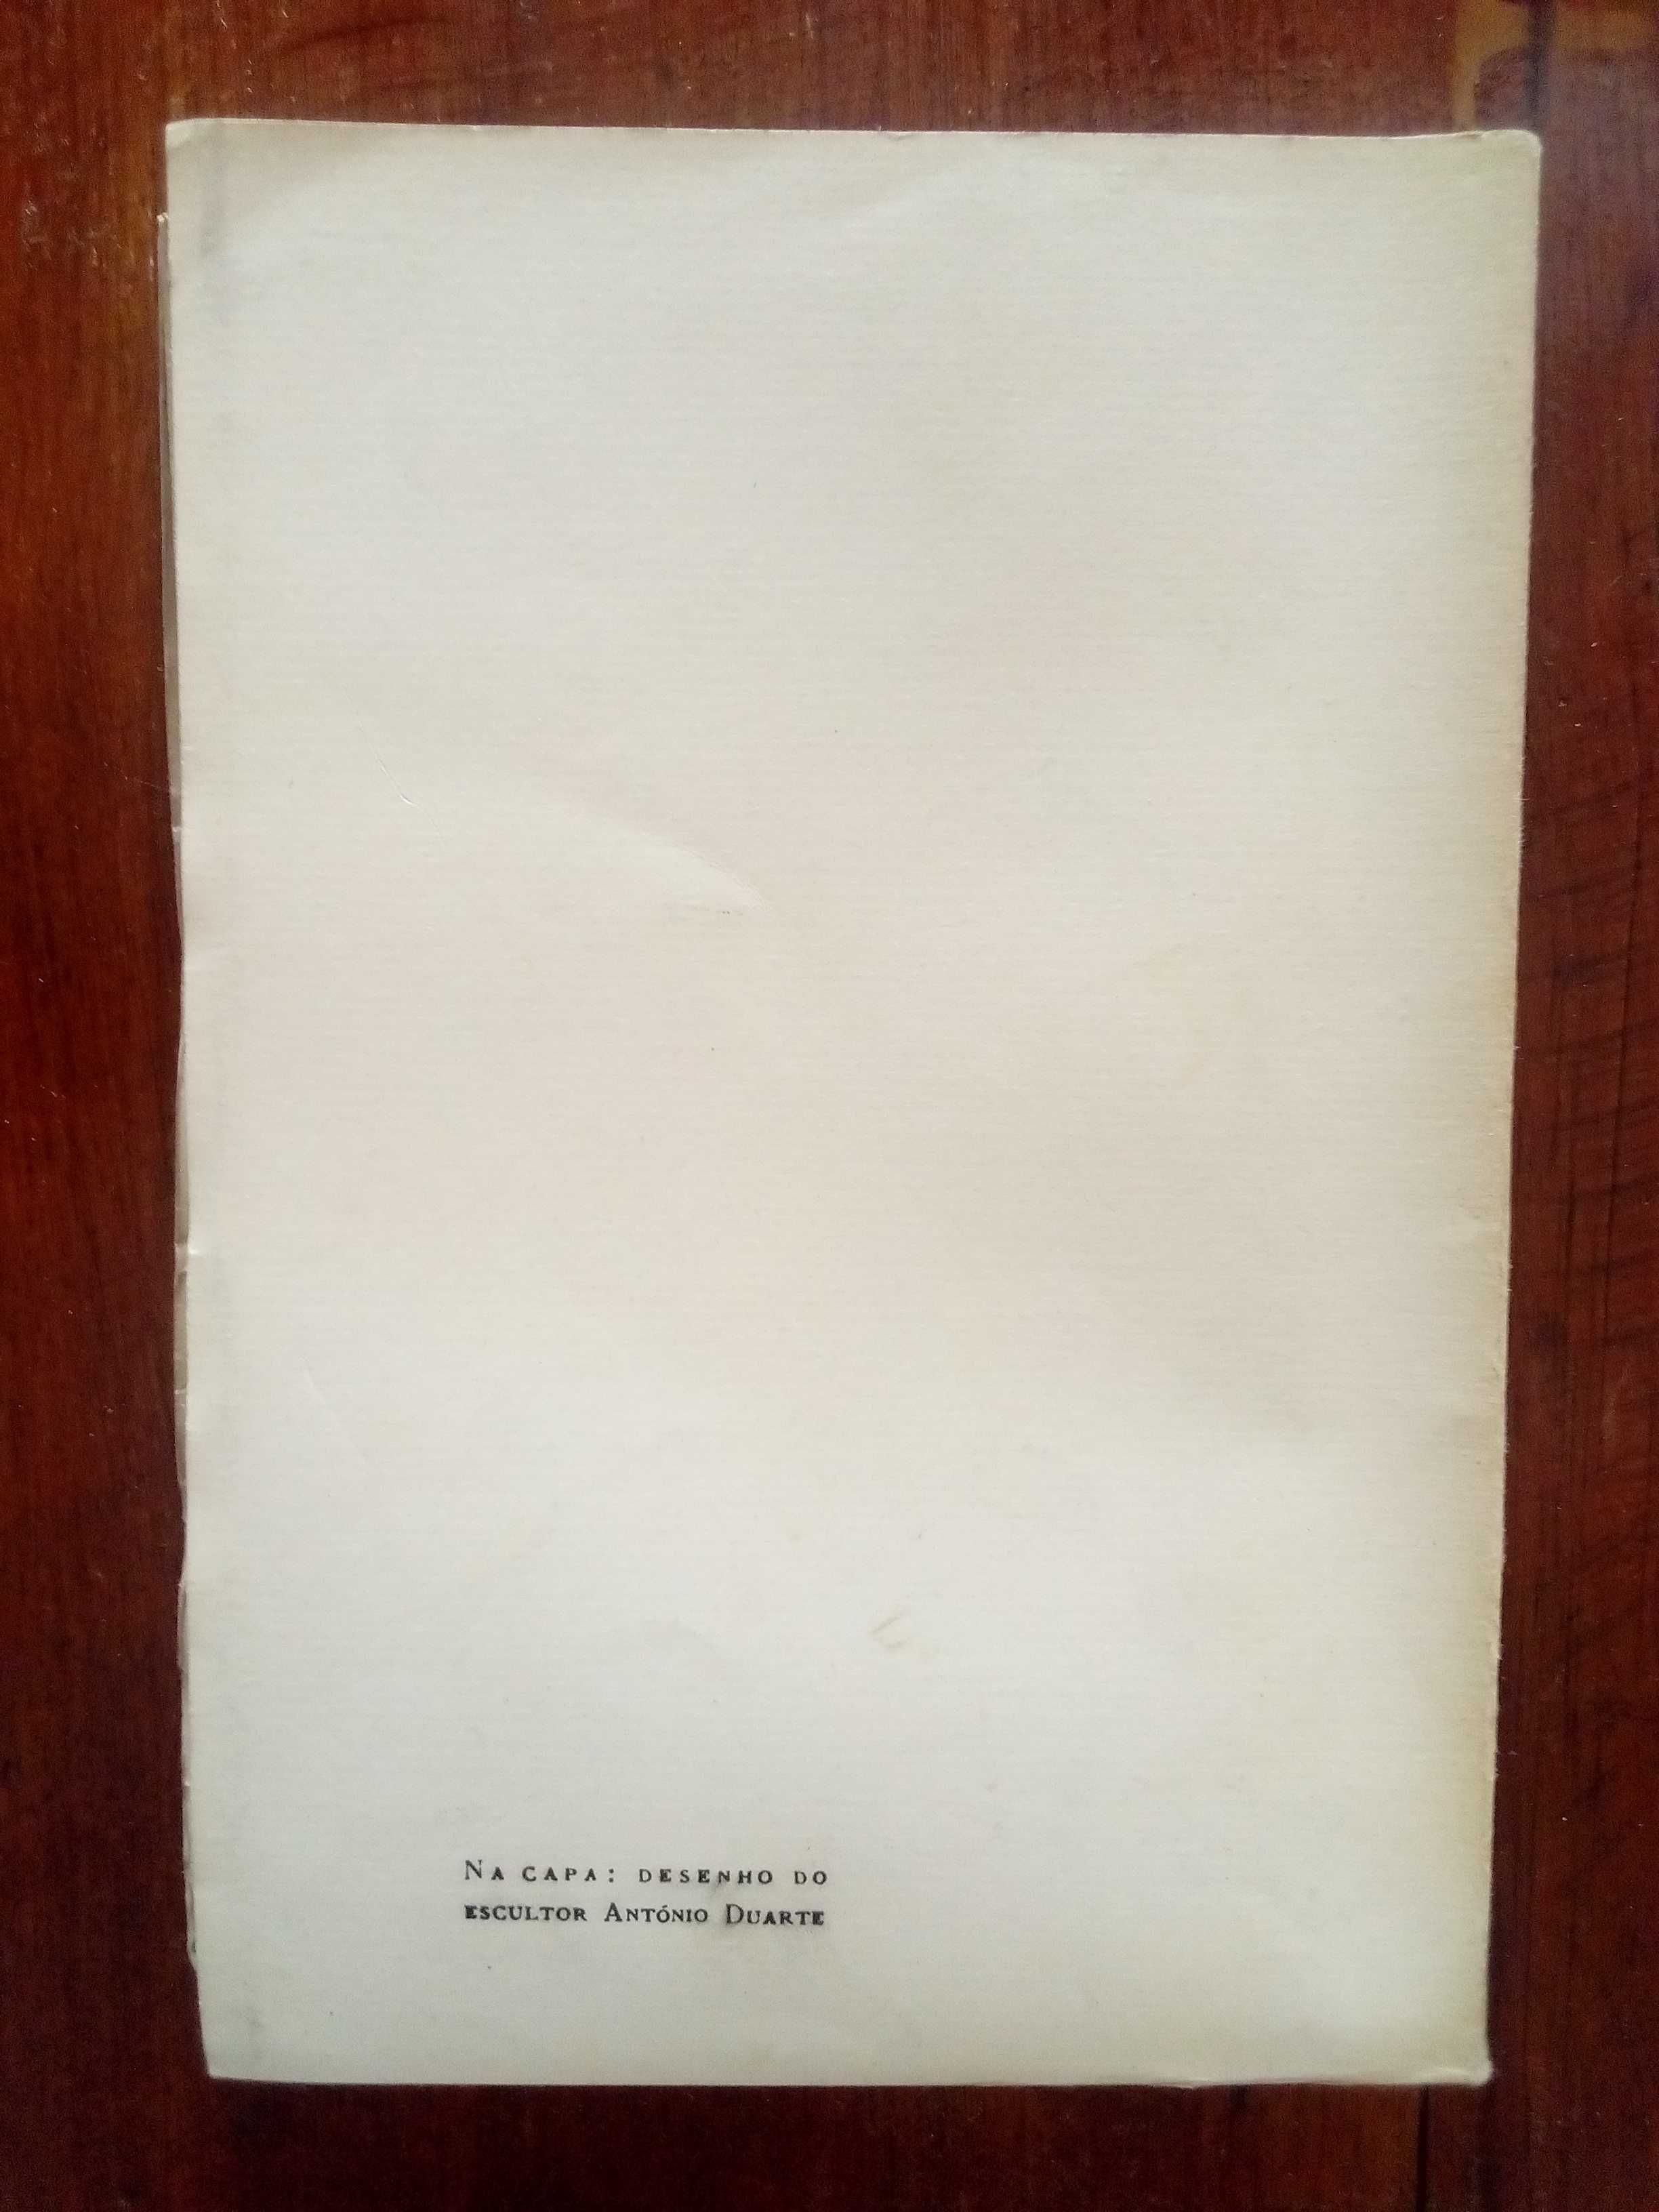 Na capa: desenho do
escultor António Duarte